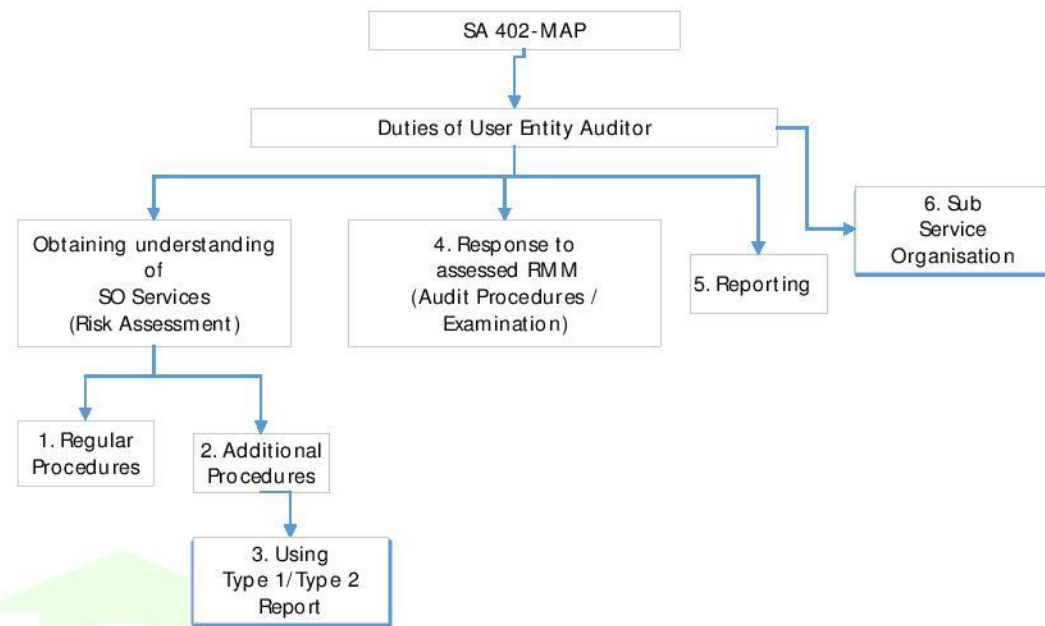 SA 402-MAP
Duties of User Entity Auditor
Obtaining understanding
of
SO Services
(Risk Assessment)
4. Response to
assessed RMM
(Audit Procedures /
Examination)
5. Reporting
6. Sub
Service
Organisation
1. Regular
Procedures
2. Additional
Procedures
3. Using
Type 1/Type 2
Report